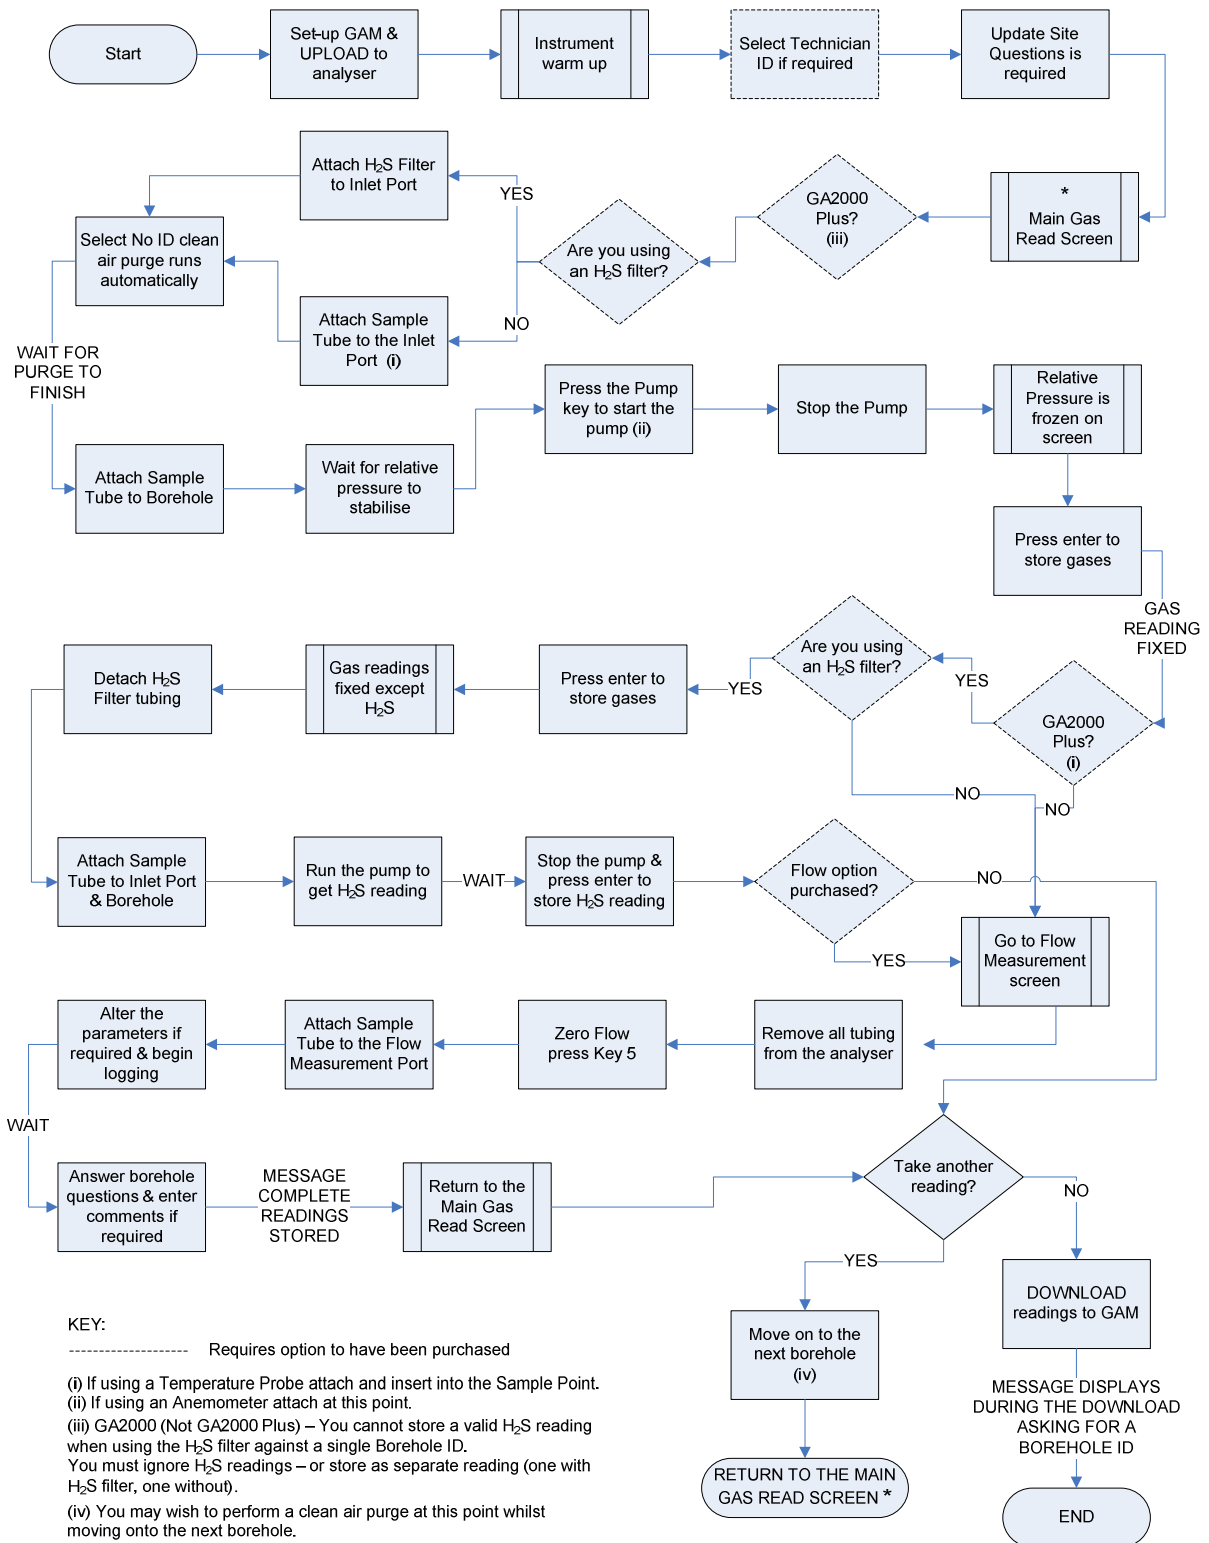 Start
Set-up GAM &
UPLOAD to
analyser
Instrument
warm up
Select Technician
ID if required
Update Site
Questions is
required
*
Main Gas
Read Screen
GA2000
Plus?
(iii)
Are you using
an H₂S filter?
YES
Attach H₂S Filter
to Inlet Port
NO
Attach Sample
Tube to the Inlet
Port (i)
Select No ID clean
air purge runs
automatically
WAIT FOR
PURGE TO
FINISH
Attach Sample
Tube to Borehole
Wait for relative
pressure to
stabilise
Press the Pump
key to start the
pump (ii)
Stop the Pump
Relative
Pressure is
frozen on
screen
Press enter to
store gases
GAS
READING
FIXED
GA2000
Plus?
(i)
YES
NO
Are you using
an H₂S filter?
YES
NO
Press enter to
store gases
Gas readings
fixed except
H₂S
Detach H₂S
Filter tubing
Attach Sample
Tube to Inlet Port
& Borehole
Run the pump to
get H₂S reading
WAIT
Stop the pump &
press enter to
store H₂S reading
Flow option
purchased?
NO
YES
Go to Flow
Measurement
screen
Remove all tubing
from the analyser
Zero Flow
press Key 5
Attach Sample
Tube to the Flow
Measurement Port
Alter the
parameters if
required & begin
logging
WAIT
Answer borehole
questions & enter
comments if
required
MESSAGE
COMPLETE
READINGS
STORED
Return to the
Main Gas
Read Screen
Take another
reading?
NO
YES
Move on to the
next borehole
(iv)
RETURN TO THE MAIN
GAS READ SCREEN *
DOWNLOAD
readings to GAM
MESSAGE DISPLAYS
DURING THE DOWNLOAD
ASKING FOR A
BOREHOLE ID
END
KEY:
-------------------- Requires option to have been purchased
(i) If using a Temperature Probe attach and insert into the Sample Point.
(ii) If using an Anemometer attach at this point.
(iii) GA2000 (Not GA2000 Plus) – You cannot store a valid H₂S reading
when using the H₂S filter against a single Borehole ID.
You must ignore H₂S readings – or store as separate reading (one with
H₂S filter, one without).
(iv) You may wish to perform a clean air purge at this point whilst
moving onto the next borehole.